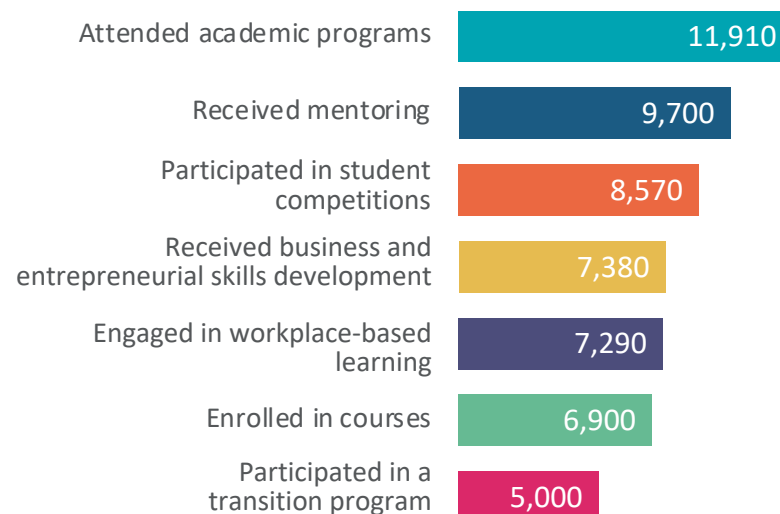 Attended academic programs
11,910
Received mentoring
9,700
Participated in student
competitions
8,570
Received business and
entrepreneurial skills development
7,380
Engaged in workplace-based
learning
7,290
Enrolled in courses
6,900
Participated in a
transition program
5,000